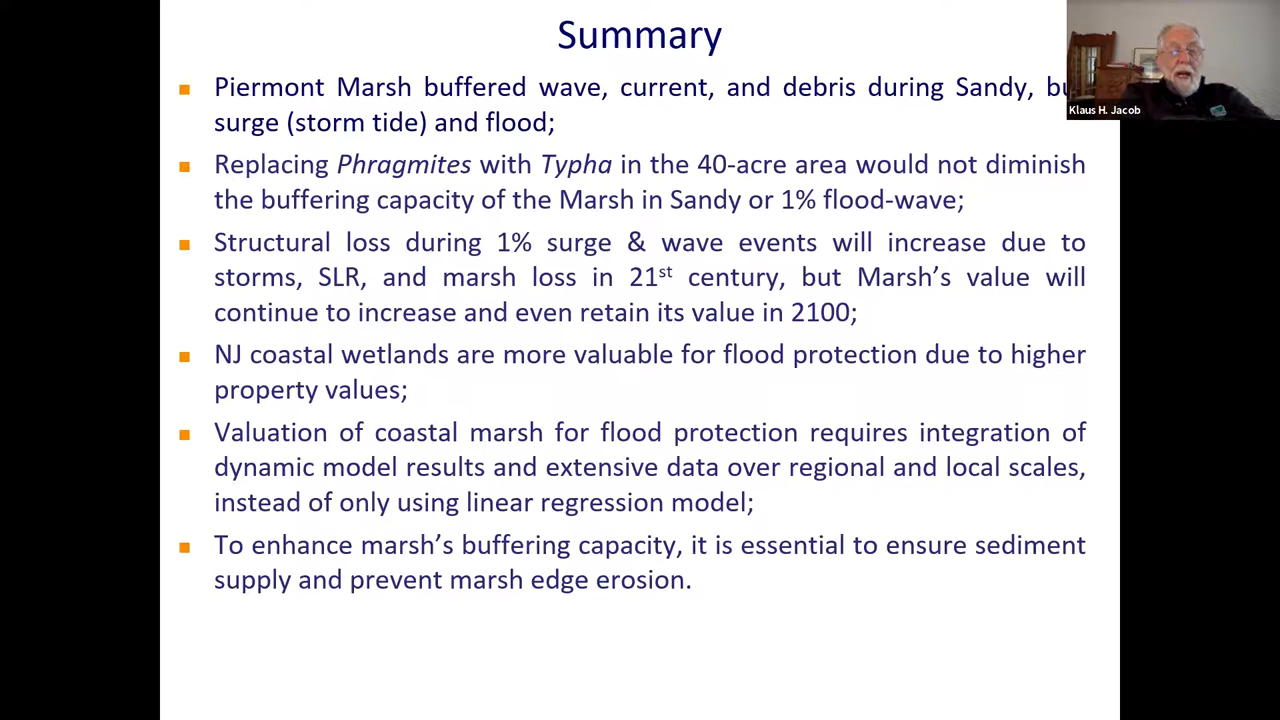 Summary
Piermont Marsh buffered wave, current, and debris during Sandy,
surge (storm tide) and flood;
Replacing Phragmites with Typha in the 40-acre area would not diminish
the buffering capacity of the Marsh in Sandy or 1% flood-wave;
Structural loss during 1% surge & wave events will increase due to
storms, SLR, and marsh loss in 21st century, but Marsh's value will
continue to increase and even retain its value in 2100;
NJ coastal wetlands are more valuable for flood protection due to higher
property values;
Valuation of coastal marsh for flood protection requires integration of
dynamic model results and extensive data over regional and local scales,
instead of only using linear regression model;
To enhance marsh's buffering capacity, it is essential to ensure sediment
supply and prevent marsh edge erosion.
Klaus H. Jacob